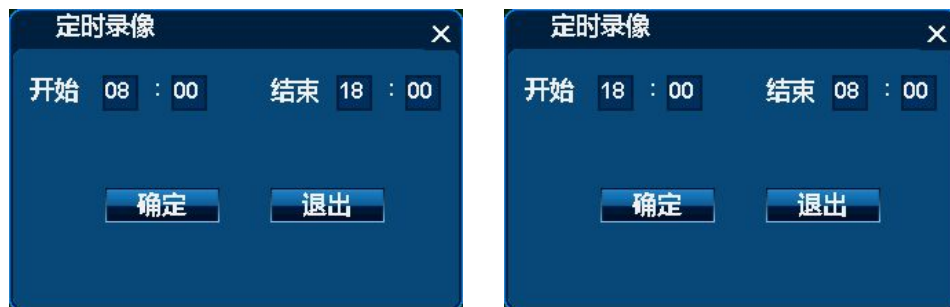 定时录像 ×
开始 08 : 00 结束 18 : 00
确定 退出
定时录像 ×
开始 18 : 00 结束 08 : 00
确定 退出